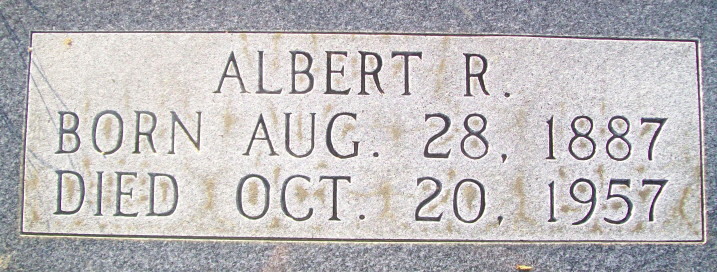 ALBERT R.
BORN AUG. 28, 1887
DIED OCT. 20, 1957